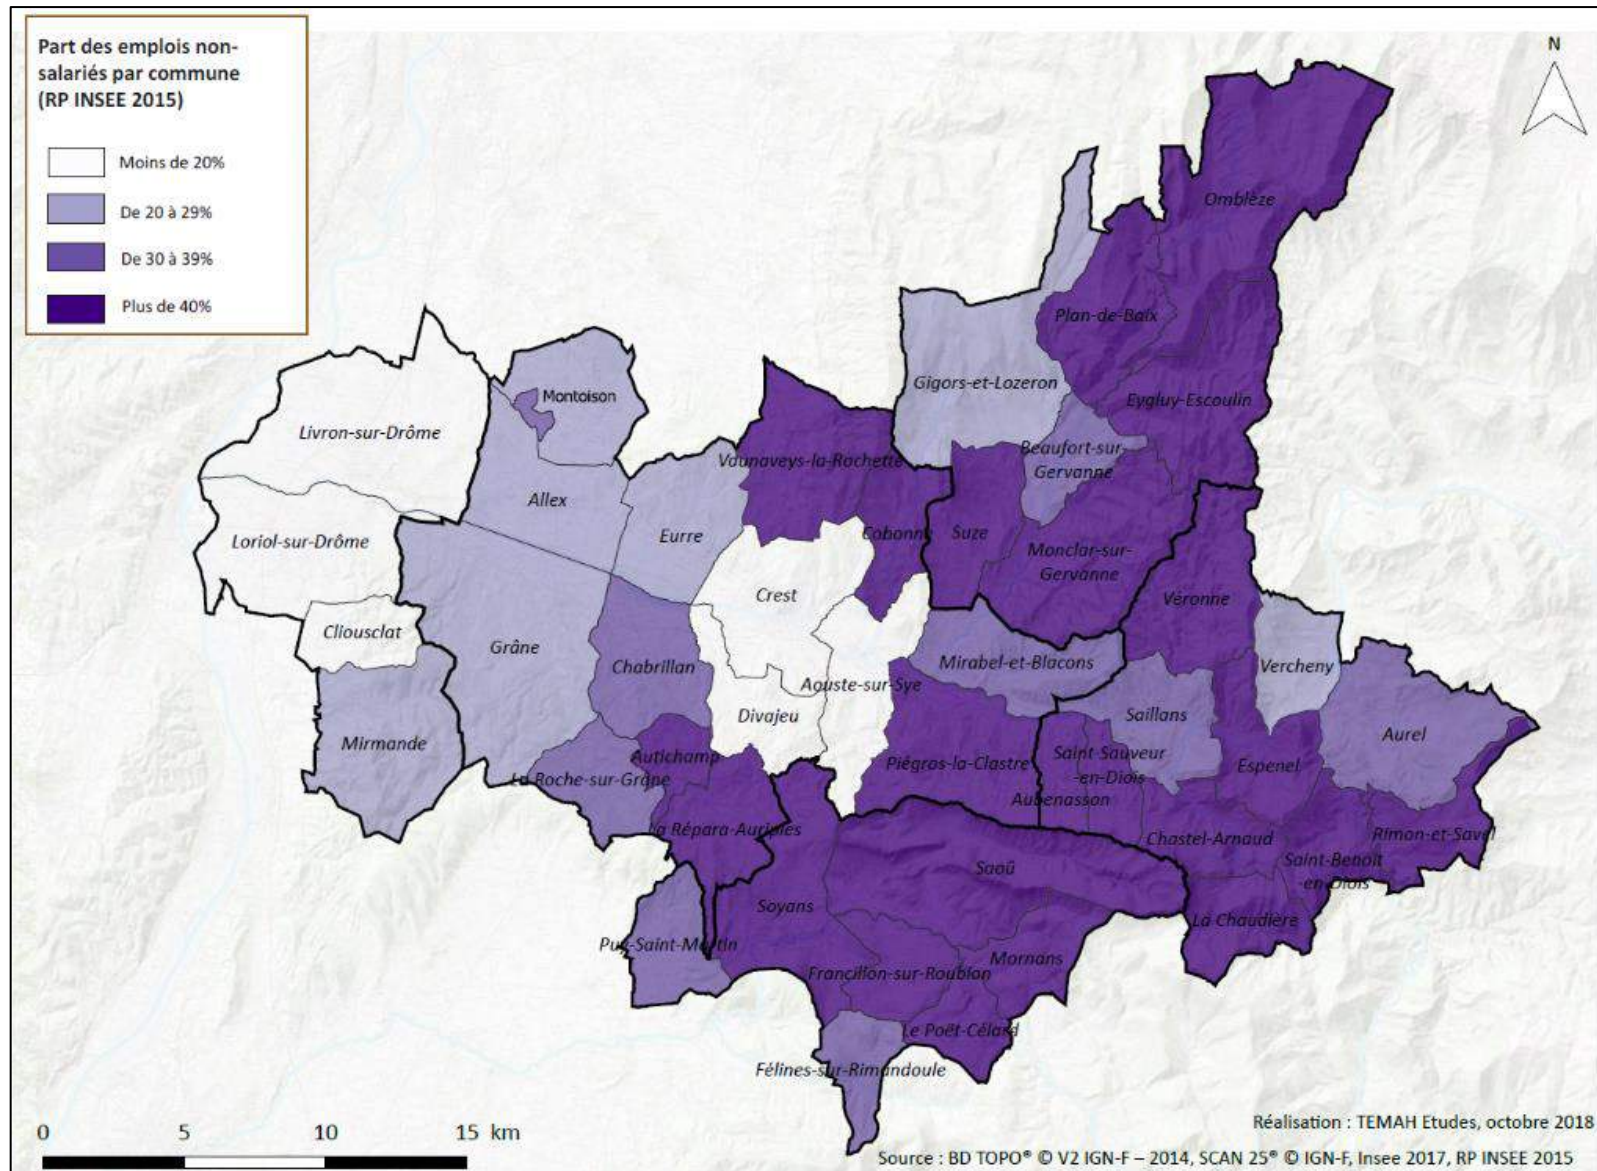 Part des emplois non-
salariés par commune
(RP INSEE 2015)
Moins de 20%
De 20 à 29%
De 30 à 39%
Plus de 40%
N
Omblèze
Plan-de-Baix
Gigors-et-Lozeron
Eygluy-Escoulin
Montoison
Livron-sur-Drôme
Beaufort-sur-
Gervanne
Vaunaveys-la-Rochette
Allex
Eurre
Cobonne
Suze
Loriol-sur-Drôme
Monclar-sur-
Gervanne
Crest
Véronne
Cliousclat
Grâne
Chabrillan
Mirabel-et-Blacons
Vercheny
Aouste-sur-Sye
Divajeu
Saillans
Mirmande
Aurel
Autichamp
Piégros-la-Clastre
Saint-Sauveur
-en-Diois
Espenel
La Roche-sur-Grâne
Aubenasson
La Répara-Auriples
Chastel-Arnaud
Rimon-et-Savel
Saint-Benoit
-en-Diois
Saoû
Soyans
La Chaudière
Puy-Saint-Martin
Mornans
Francillon-sur-Roubion
Le Poët-Célard
Félines-sur-Rimandoule
0 5 10 15 km
Réalisation : TEMAH Etudes, octobre 2018
Source : BD TOPO® © V2 IGN-F – 2014, SCAN 25® © IGN-F, Insee 2017, RP INSEE 2015